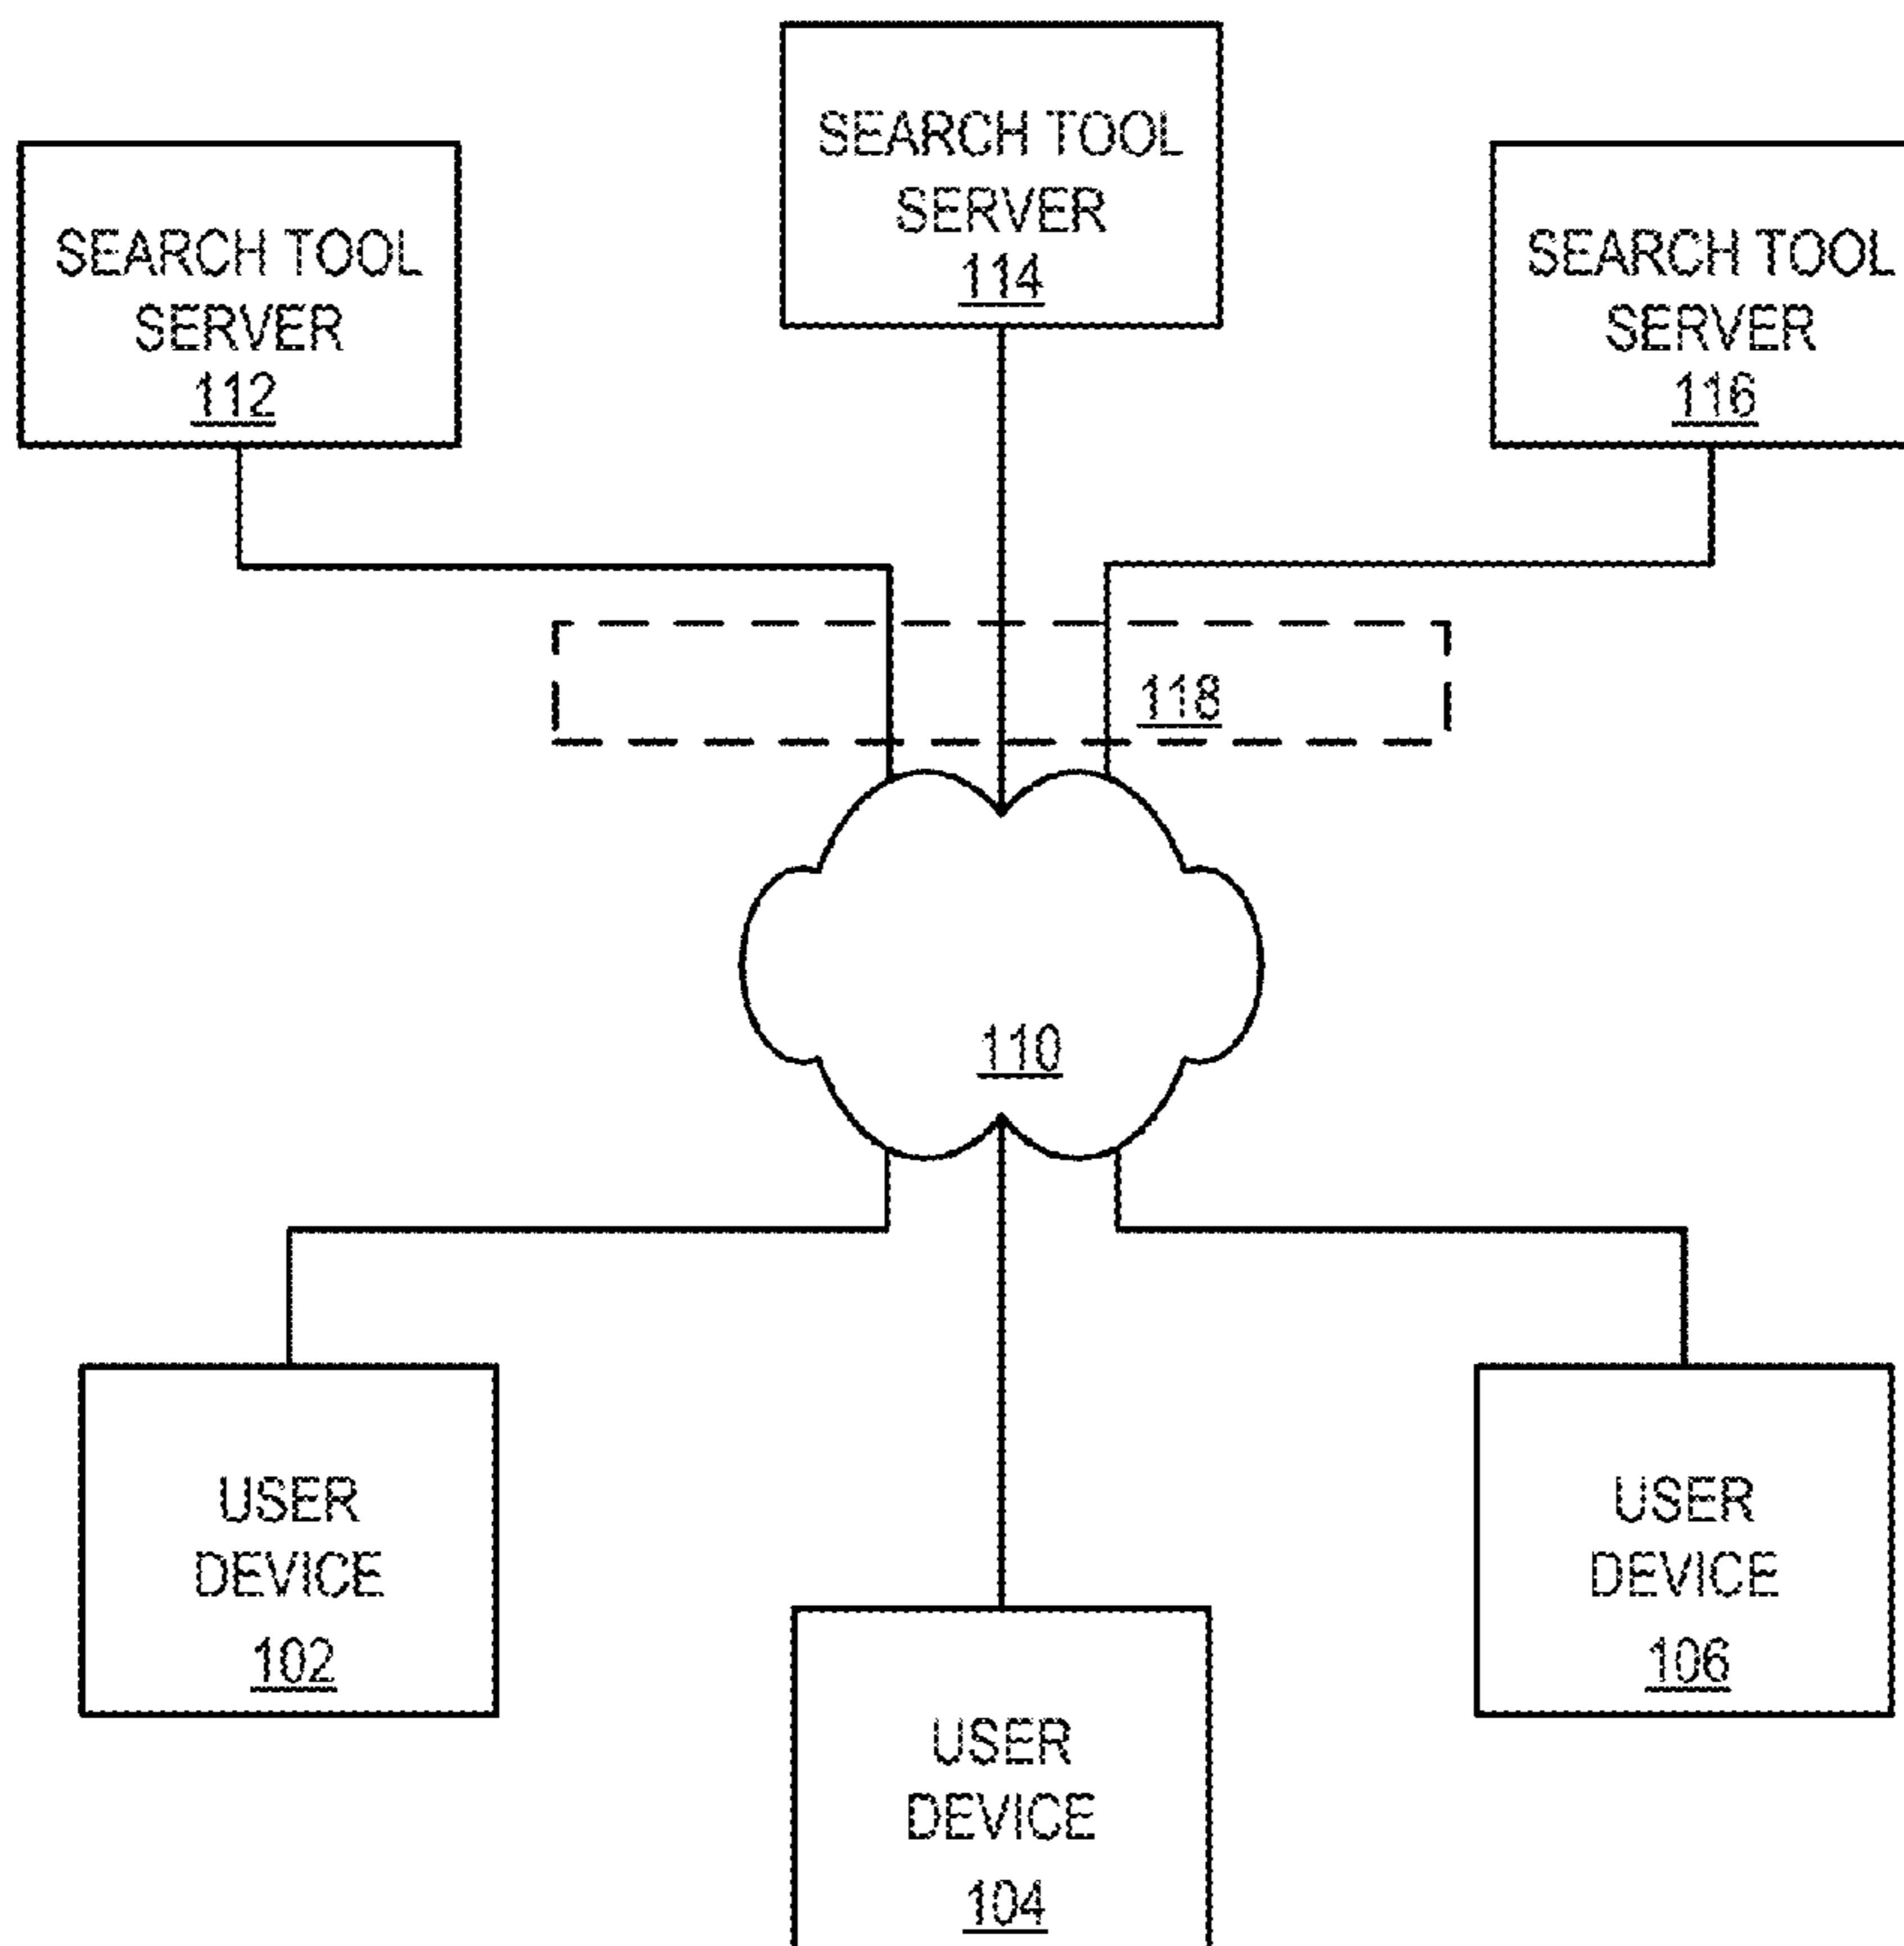 SEARCH TOOL
SERVER
114
SEARCH TOOL
SERVER
112
SEARCH TOOL
SERVER
116
118
110
USER
DEVICE
102
USER
DEVICE
106
USER
DEVICE
104